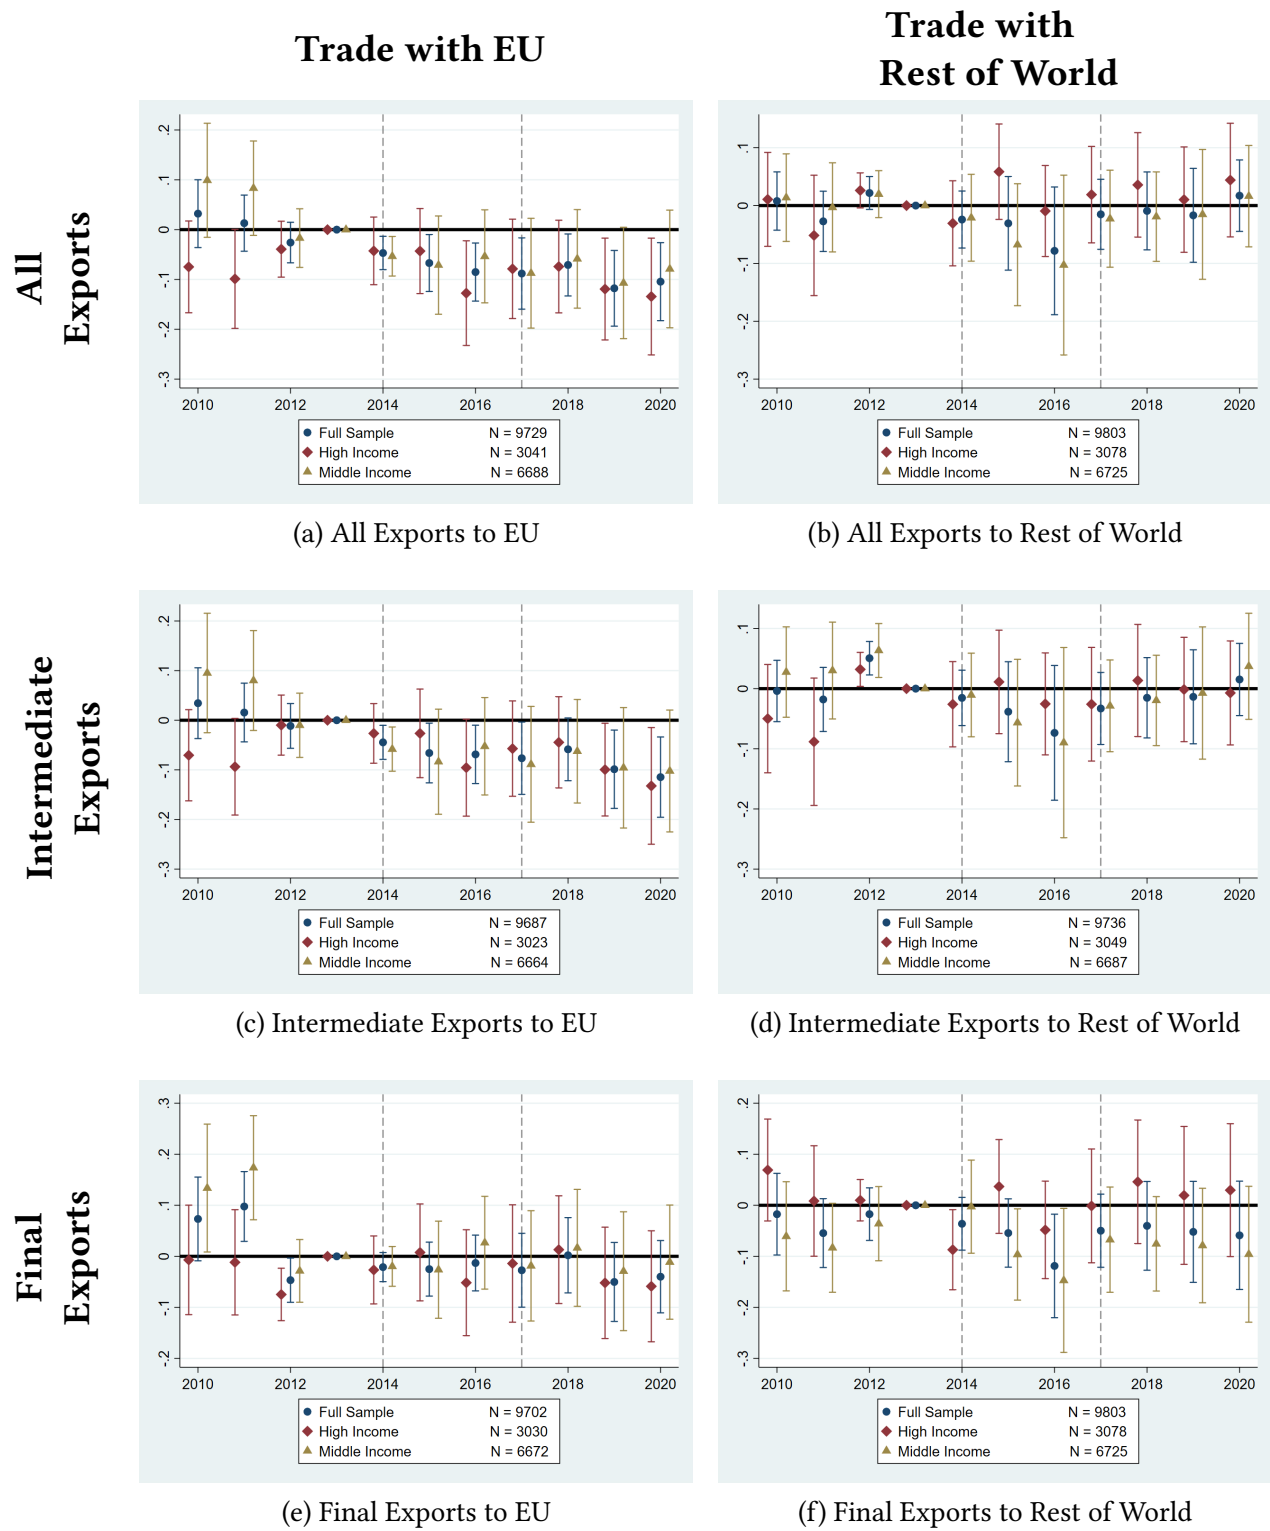 Trade with EU
Trade with
Rest of World
All
Exports
.2
.1
0
-.1
-.2
-.3
2010 2012 2014 2016 2018 2020
Full Sample N = 9729
High Income N = 3041
Middle Income N = 6688
(a) All Exports to EU
.1
0
-.1
-.2
-.3
2010 2012 2014 2016 2018 2020
Full Sample N = 9803
High Income N = 3078
Middle Income N = 6725
(b) All Exports to Rest of World
Intermediate
Exports
.2
.1
0
-.1
-.2
-.3
2010 2012 2014 2016 2018 2020
Full Sample N = 9687
High Income N = 3023
Middle Income N = 6664
(c) Intermediate Exports to EU
.1
0
-.1
-.2
-.3
2010 2012 2014 2016 2018 2020
Full Sample N = 9736
High Income N = 3049
Middle Income N = 6687
(d) Intermediate Exports to Rest of World
Final
Exports
.3
.2
.1
0
-.1
-.2
2010 2012 2014 2016 2018 2020
Full Sample N = 9702
High Income N = 3030
Middle Income N = 6672
(e) Final Exports to EU
.2
.1
0
-.1
-.2
-.3
2010 2012 2014 2016 2018 2020
Full Sample N = 9803
High Income N = 3078
Middle Income N = 6725
(f) Final Exports to Rest of World